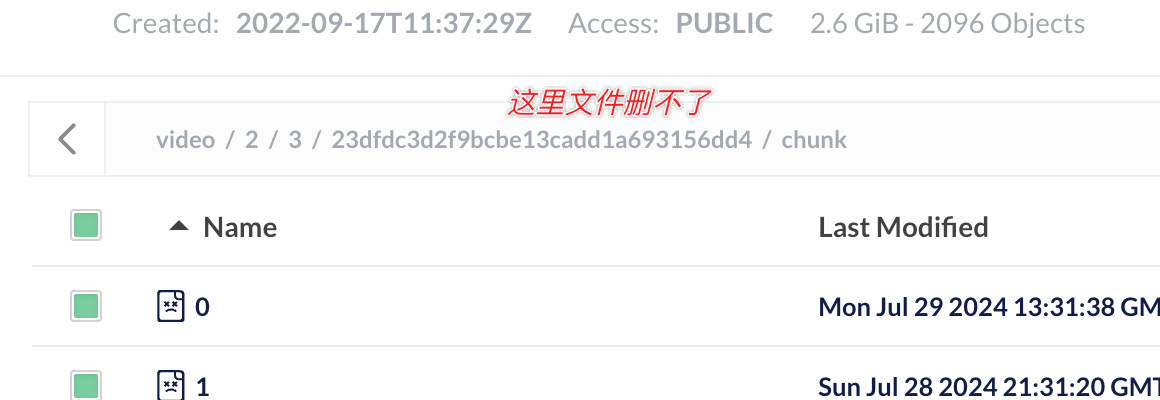 Created: 2022-09-17T11:37:29Z Access: PUBLIC 2.6 GiB - 2096 Objects
这里文件删不了
video / 2 / 3 / 23dfdc3d2f9bcbe13cadd1a693156dd4 / chunk
Name Last Modified
0 Mon Jul 29 2024 13:31:38 GM
1 Sun Jul 28 2024 21:31:20 GMT